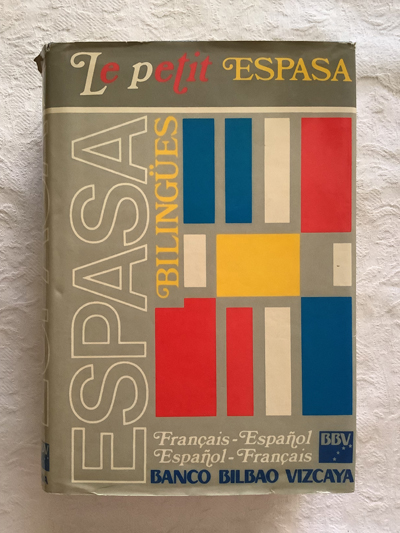 Le petit ESPASA
ESPASA
BILINGÜES
Français-Español
Español-Français
BBV
BANCO BILBAO VIZCAYA